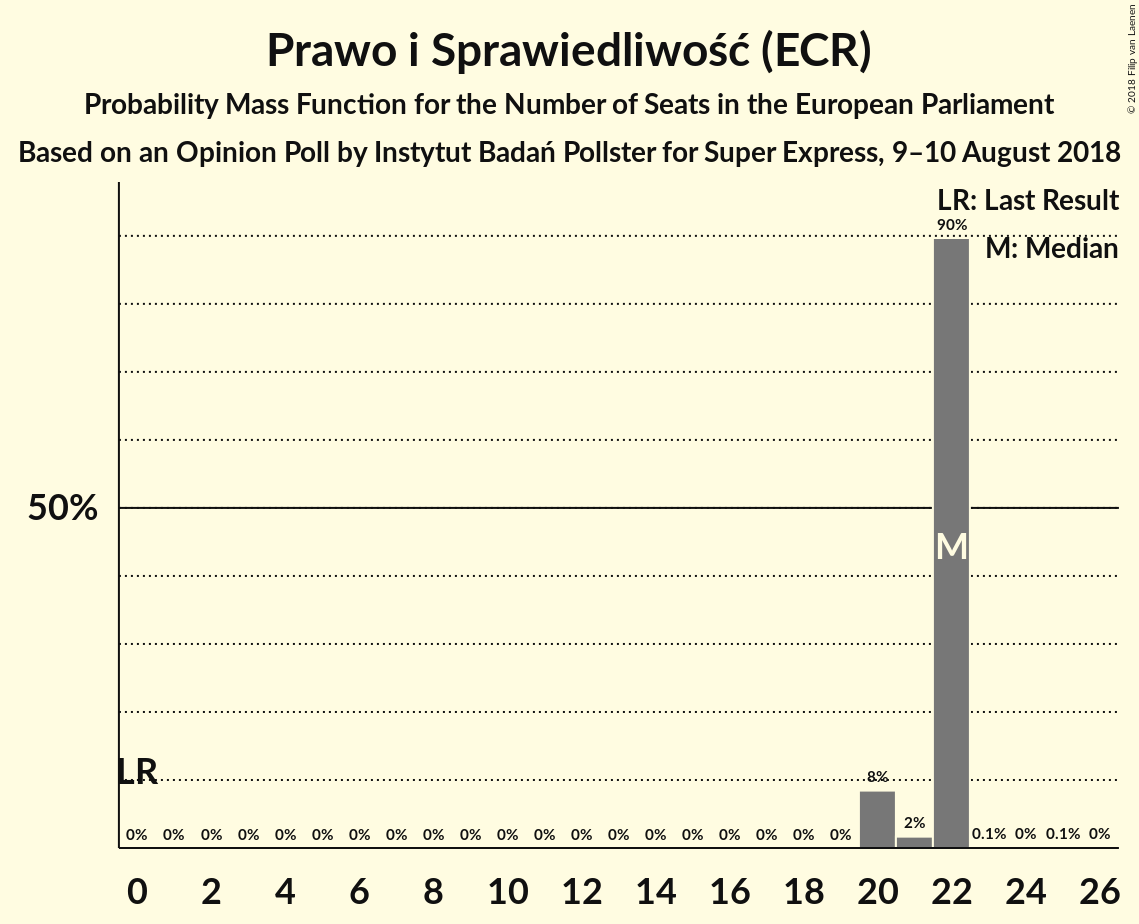 Prawo i Sprawiedliwość (ECR)
Probability Mass Function for the Number of Seats in the European Parliament
Based on an Opinion Poll by Instytut Badań Pollster for Super Express, 9–10 August 2018
© 2018 Filip van Laenen
LR: Last Result
M: Median
90%
50%
M
LR
8%
2%
0% 0% 0% 0% 0% 0% 0% 0% 0% 0% 0% 0% 0% 0% 0% 0% 0% 0% 0% 0% 0.1% 0% 0.1% 0%
0 2 4 6 8 10 12 14 16 18 20 22 24 26